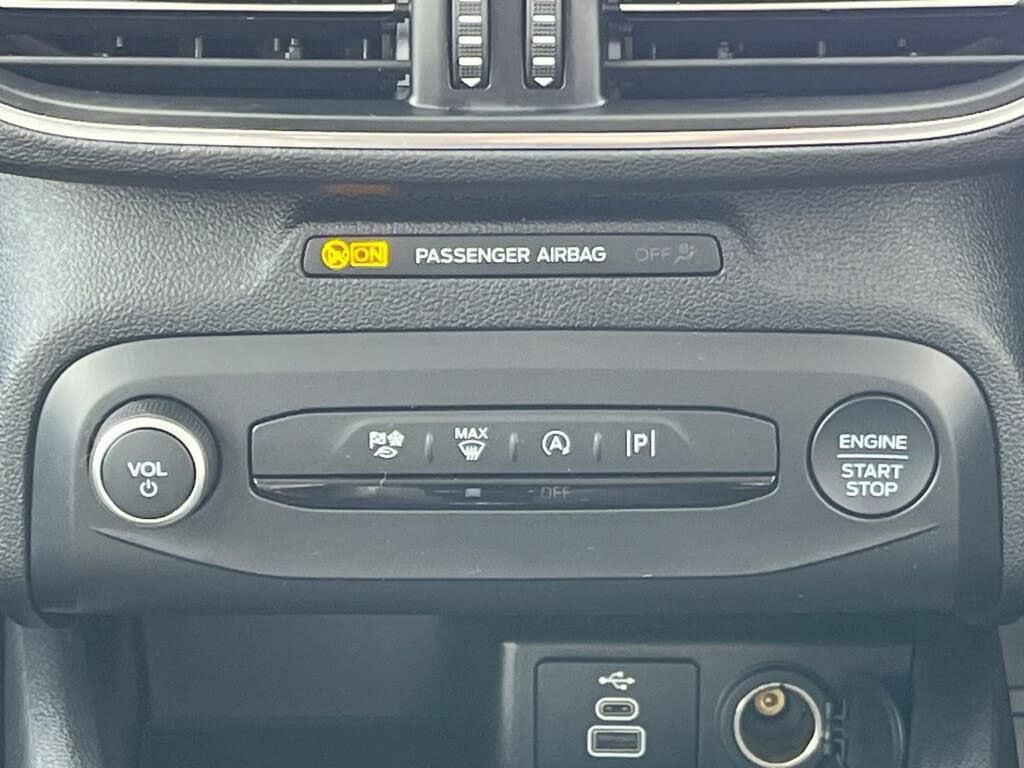 ON PASSENGER AIRBAG OFF
MAX
A
P
VOL
OFF
ENGINE
START
STOP